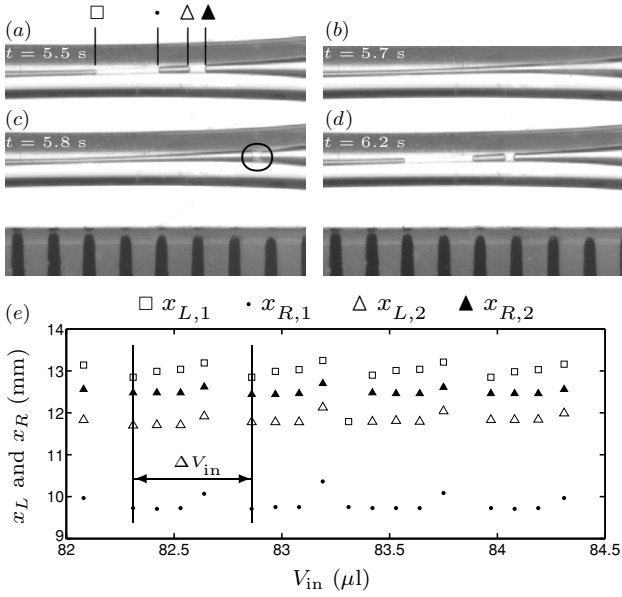 (a) □ • △ ▲ (b)
t = 5.5 s t = 5.7 s
(c) (d)
t = 5.8 s t = 6.2 s
(e) □ x_{L,1} • x_{R,1} △ x_{L,2} ▲ x_{R,2}
14
13
12
11
10
9
x_L and x_R (mm)
ΔV_in
82 82.5 83 83.5 84 84.5
V_in (μl)